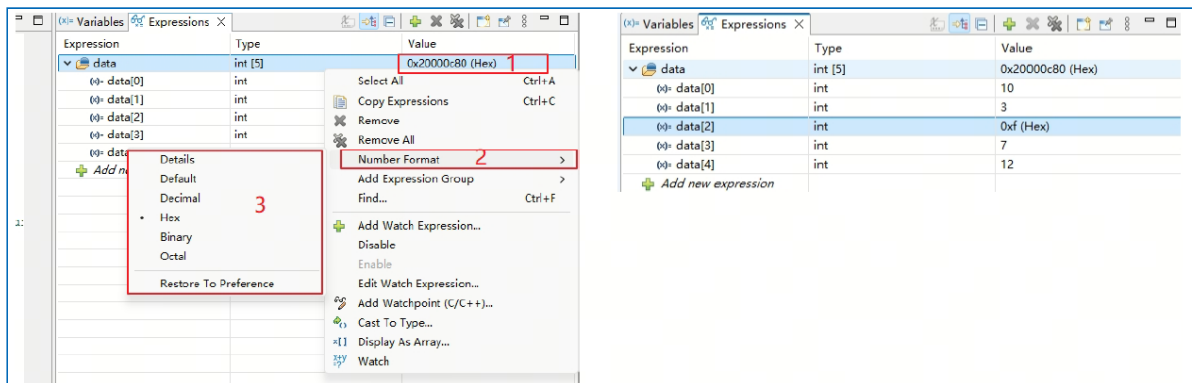 (x)= Variables Expressions
Expression Type Value
data int [5] 0x20000c80 (Hex) 1
(x)= data[0] int
(x)= data[1] int
(x)= data[2] int
(x)= data[3] int
(x)= data
Add
Select All Ctrl+A
Copy Expressions Ctrl+C
Remove
Remove All
Number Format 2
Add Expression Group
Find... Ctrl+F
Add Watch Expression...
Disable
Enable
Edit Watch Expression...
Add Watchpoint (C/C++)...
Cast To Type...
Display As Array...
Watch
Details
Default
Decimal
Hex
Binary
Octal
Restore To Preference
3
(x)= Variables Expressions
Expression Type Value
data int [5] 0x20000c80 (Hex)
(x)= data[0] int 10
(x)= data[1] int 3
(x)= data[2] int 0xf (Hex)
(x)= data[3] int 7
(x)= data[4] int 12
Add new expression